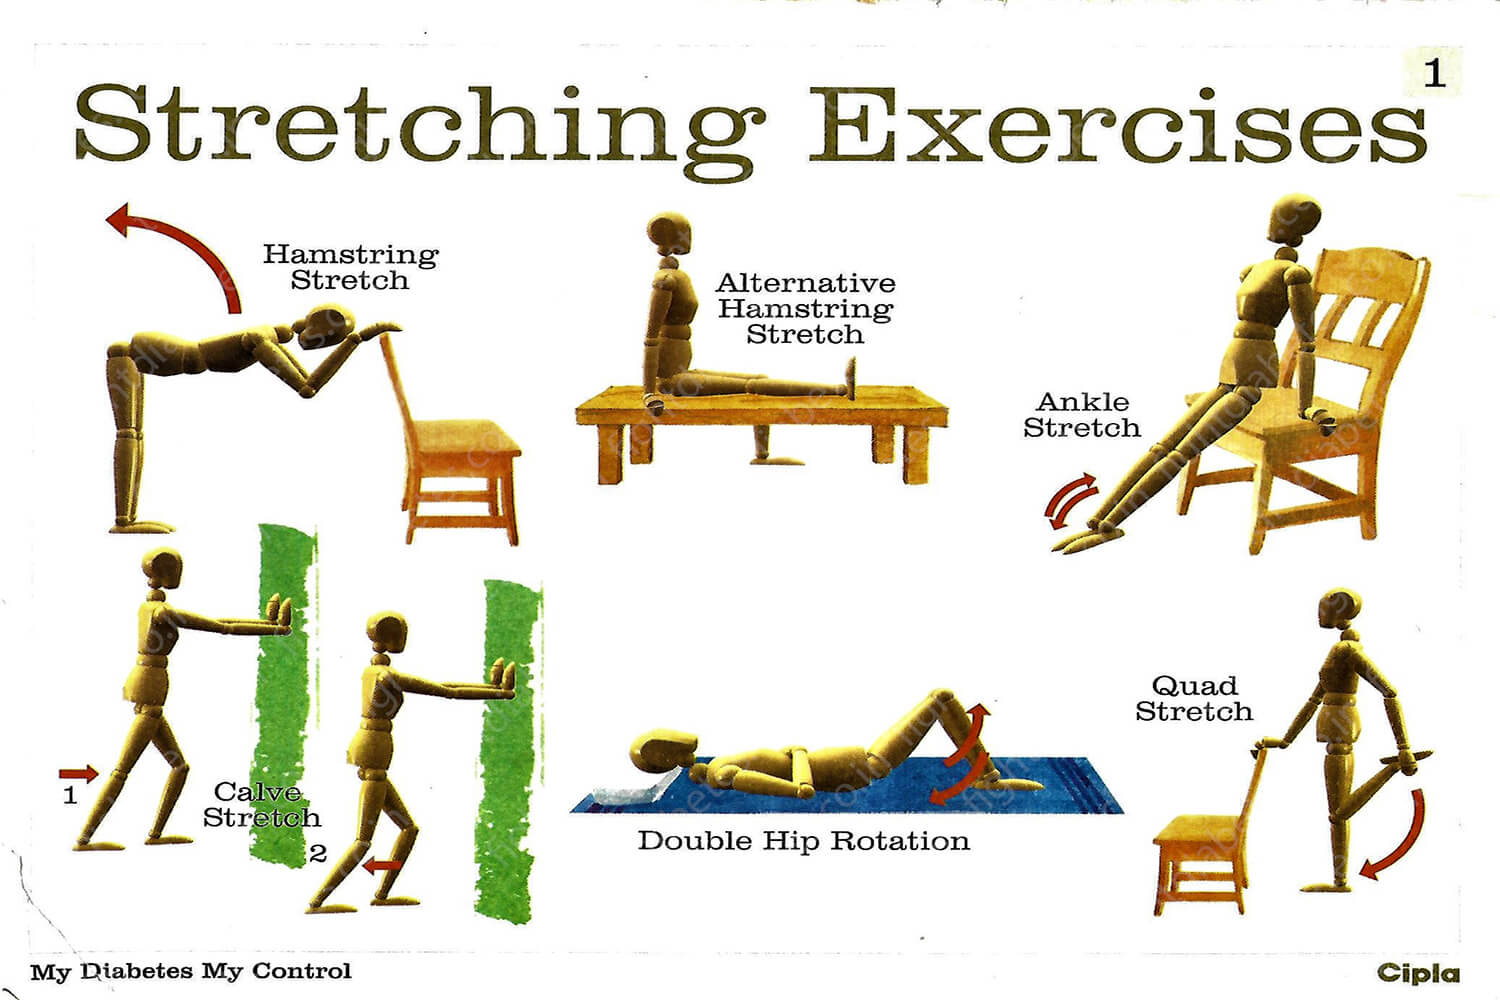 1
Stretching Exercises
Hamstring
Stretch
Alternative
Hamstring
Stretch
Ankle
Stretch
1
Calve
Stretch
2
Double Hip Rotation
Quad
Stretch
My Diabetes My Control
Cipla